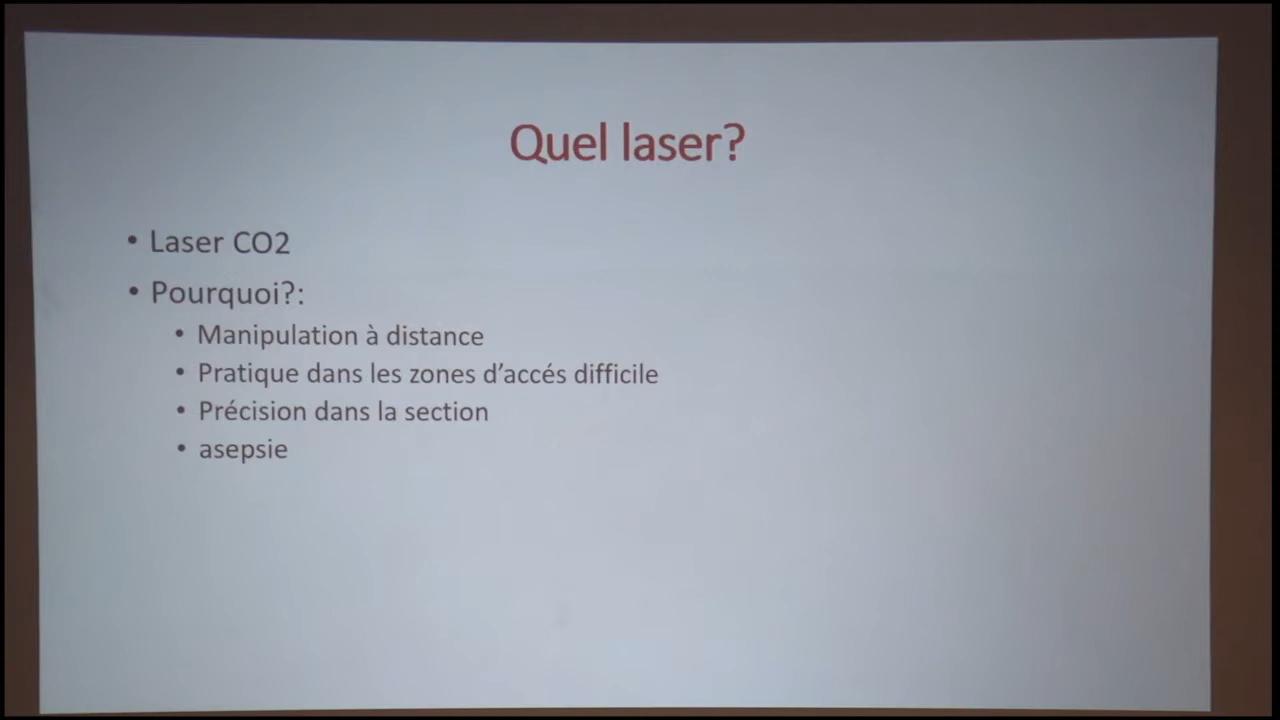 Quel laser?
• Laser CO2
• Pourquoi?:
• Manipulation à distance
• Pratique dans les zones d’accés difficile
• Précision dans la section
• asepsie